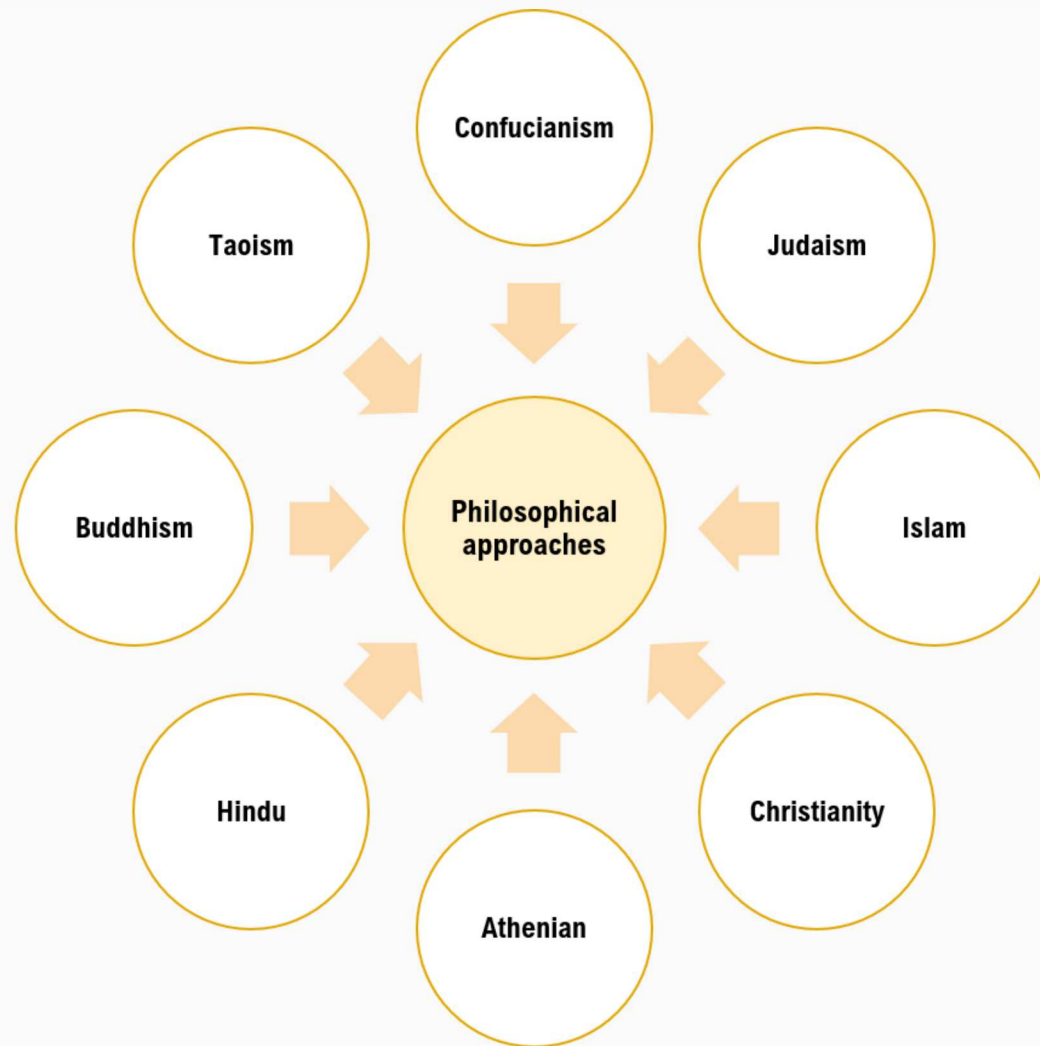 Confucianism
Taoism
Judaism
Buddhism
Philosophical
approaches
Islam
Hindu
Christianity
Athenian